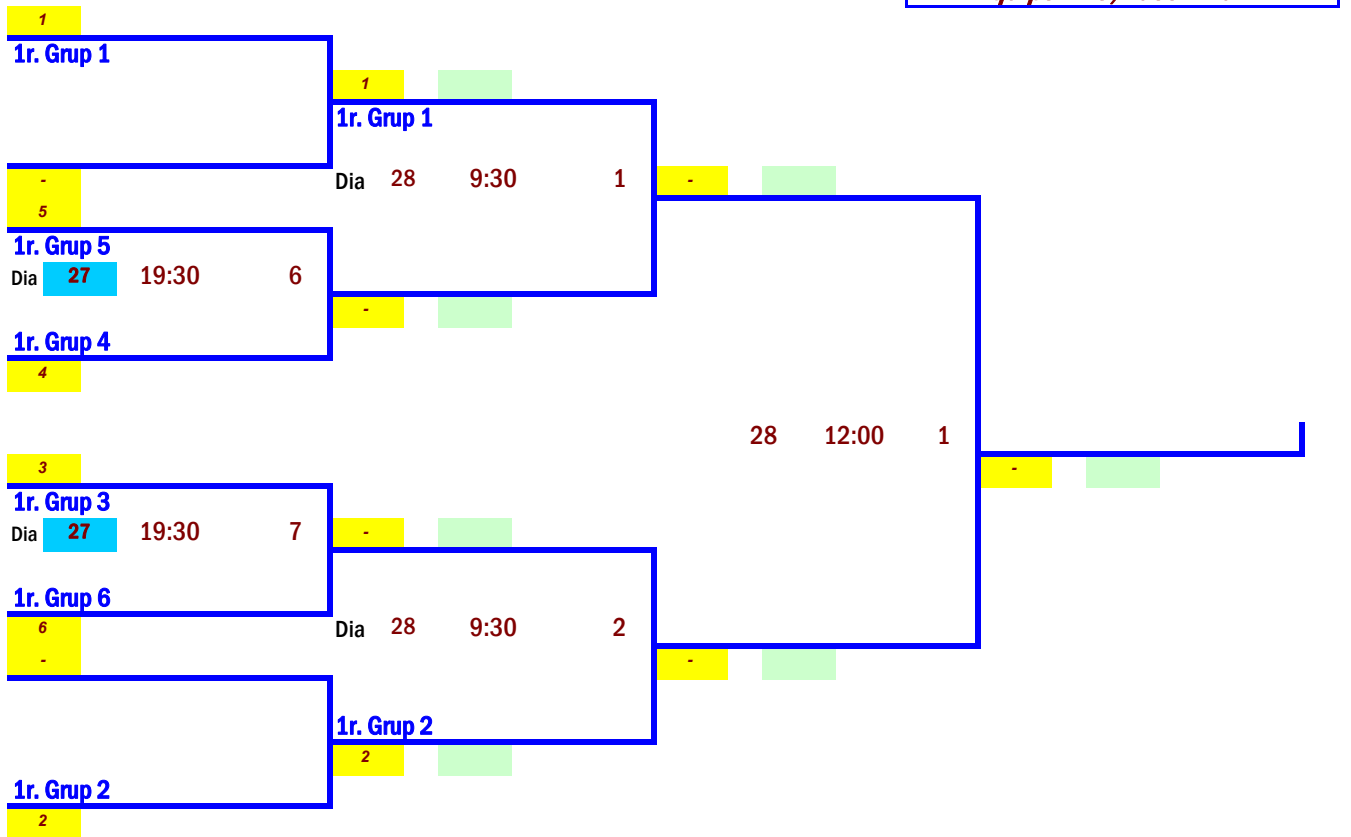 1
1r. Grup 1
1
1r. Grup 1
Dia 28 9:30 1
-
-
5
1r. Grup 5
Dia 27 19:30 6
-
1r. Grup 4
4
28 12:00 1
3
-
1r. Grup 3
Dia 27 19:30 7
-
1r. Grup 6
6
Dia 28 9:30 2
-
-
1r. Grup 2
2
1r. Grup 2
2